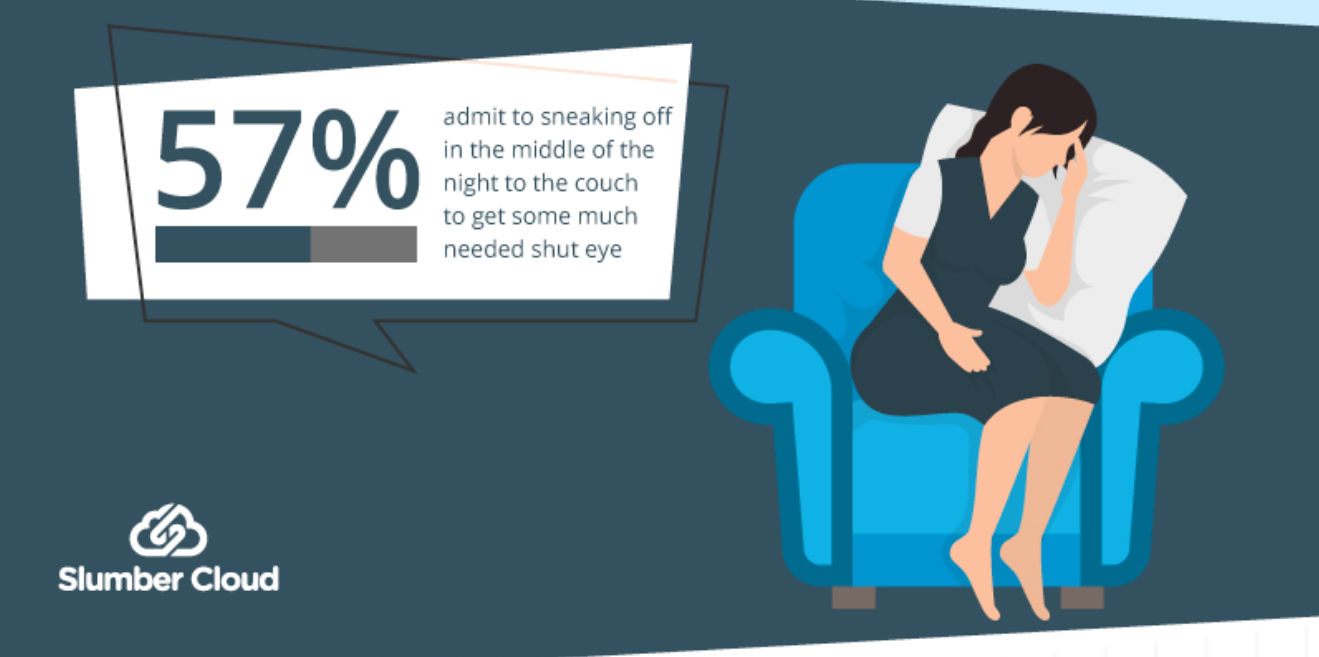 57%
admit to sneaking off
in the middle of the
night to the couch
to get some much
needed shut eye
Slumber Cloud